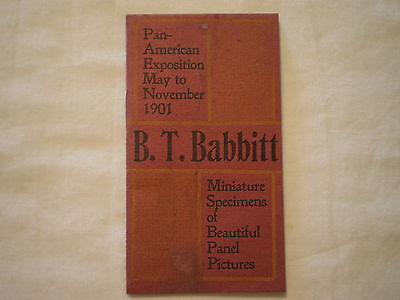 Pan-
American
Exposition
May to
November
1901
B. T. Babbitt
Miniature
Specimens
of
Beautiful
Panel
Pictures